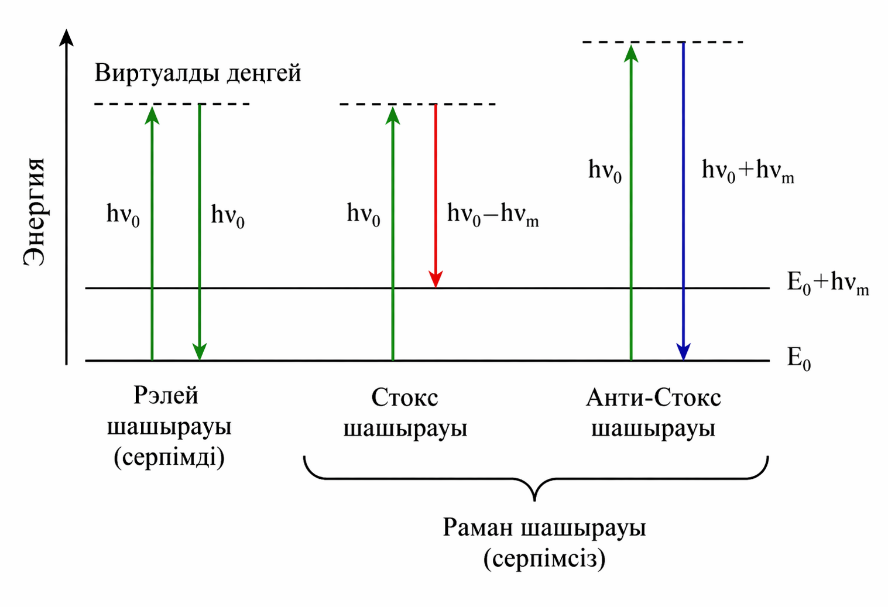 Энергия
Виртуалды деңгей
hν₀
hν₀
hν₀
hν₀−hνₘ
hν₀
hν₀+hνₘ
E₀+hνₘ
E₀
Рэлей
шашырауы
(серпімді)
Стокс
шашырауы
Анти-Стокс
шашырауы
Раман шашырауы
(серпімсіз)